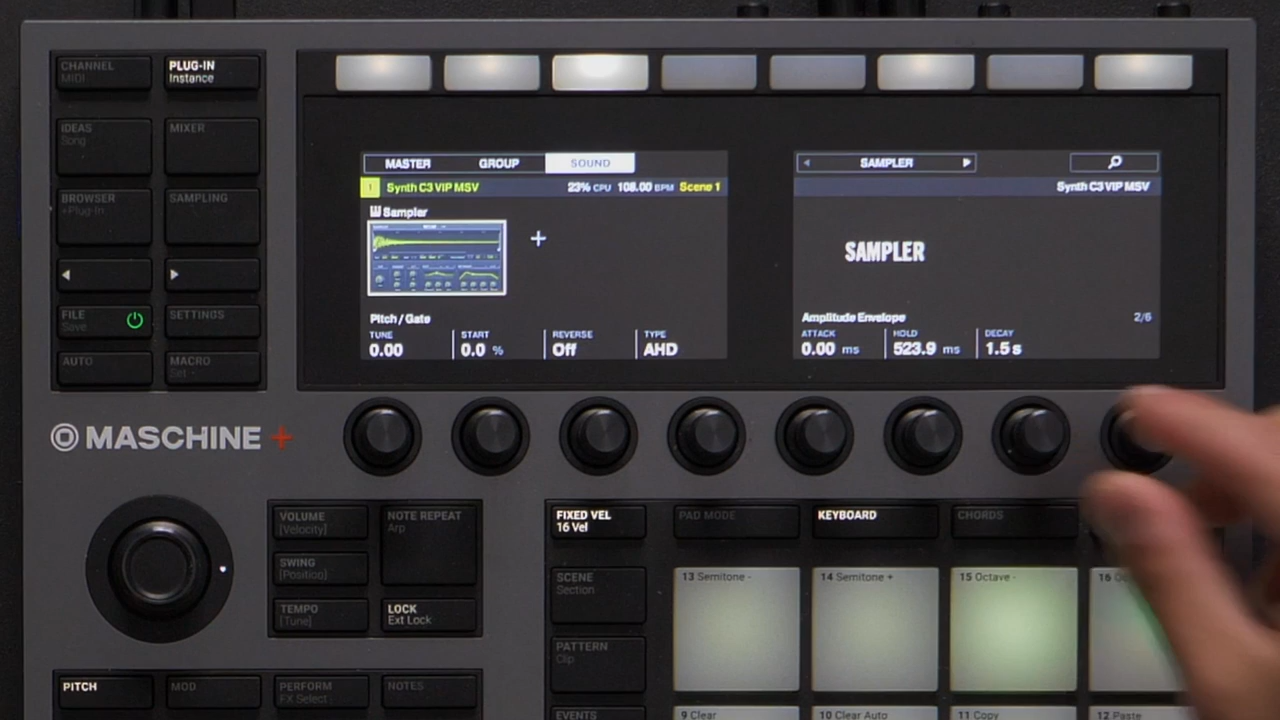 CHANNEL
MIDI
PLUG-IN
Instance
IDEAS
Song
MIXER
BROWSER
+Plug-In
SAMPLING
FILE
Save
SETTINGS
AUTO
MACRO
Set
MASTER GROUP SOUND
1 Synth C3 VIP MSV 23% CPU 108.00 BPM Scene 1
Sampler
Pitch / Gate
TUNE START REVERSE TYPE
0.00 0.0 % Off AHD
SAMPLER
Synth C3 VIP MSV
SAMPLER
Amplitude Envelope 2/6
ATTACK HOLD DECAY
0.00 ms 523.9 ms 1.5 s
MASCHINE +
VOLUME
[Velocity]
NOTE REPEAT
Arp
SWING
[Position]
TEMPO
[Tune]
LOCK
Ext Lock
FIXED VEL
16 Vel
PAD MODE
KEYBOARD
CHORDS
SCENE
Section
PATTERN
Clip
EVENTS
13 Semitone -
14 Semitone +
15 Octave -
16
PITCH
MOD
PERFORM
FX Select
NOTES
9 Clear
10 Clear Auto
11 Copy
12 Paste